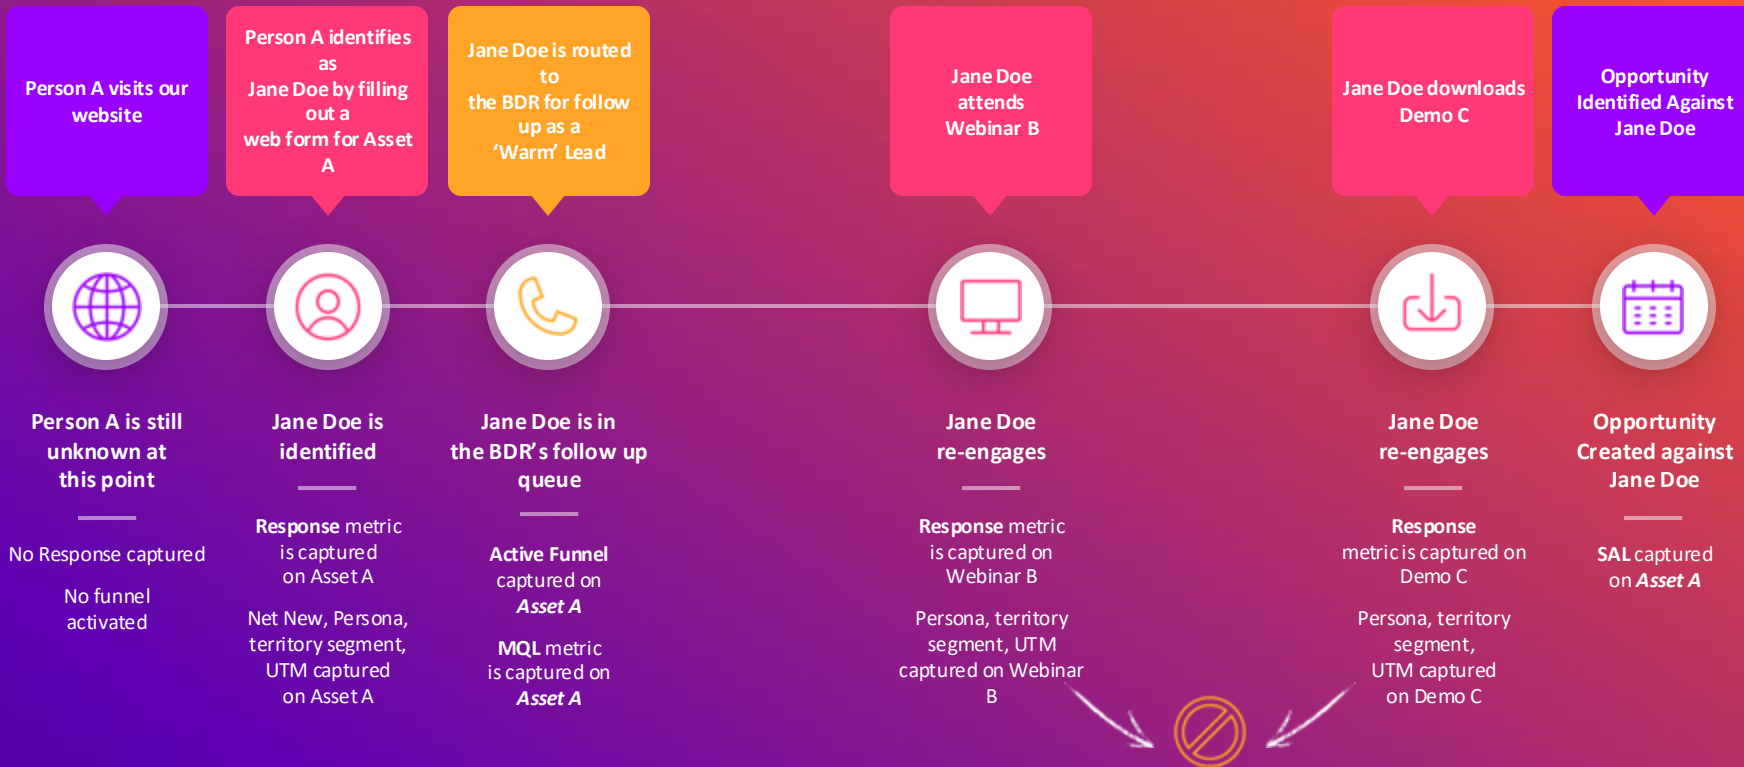 Person A visits our
website
Person A identifies
as
Jane Doe by filling
out a
web form for Asset
A
Jane Doe is routed
to
the BDR for follow
up as a
‘Warm’ Lead
Jane Doe
attends
Webinar B
Jane Doe downloads
Demo C
Opportunity
Identified Against
Jane Doe
Person A is still
unknown at
this point
No Response captured
No funnel
activated
Jane Doe is
identified
Response metric
is captured
on Asset A
Net New, Persona,
territory segment,
UTM captured
on Asset A
Jane Doe is in
the BDR’s follow up
queue
Active Funnel
captured on
Asset A
MQL metric
is captured on
Asset A
Jane Doe
re-engages
Response metric
is captured on
Webinar B
Persona, territory
segment, UTM
captured on Webinar
B
Jane Doe
re-engages
Response
metric is captured on
Demo C
Persona, territory
segment,
UTM captured
on Demo C
Opportunity
Created against
Jane Doe
SAL captured
on Asset A